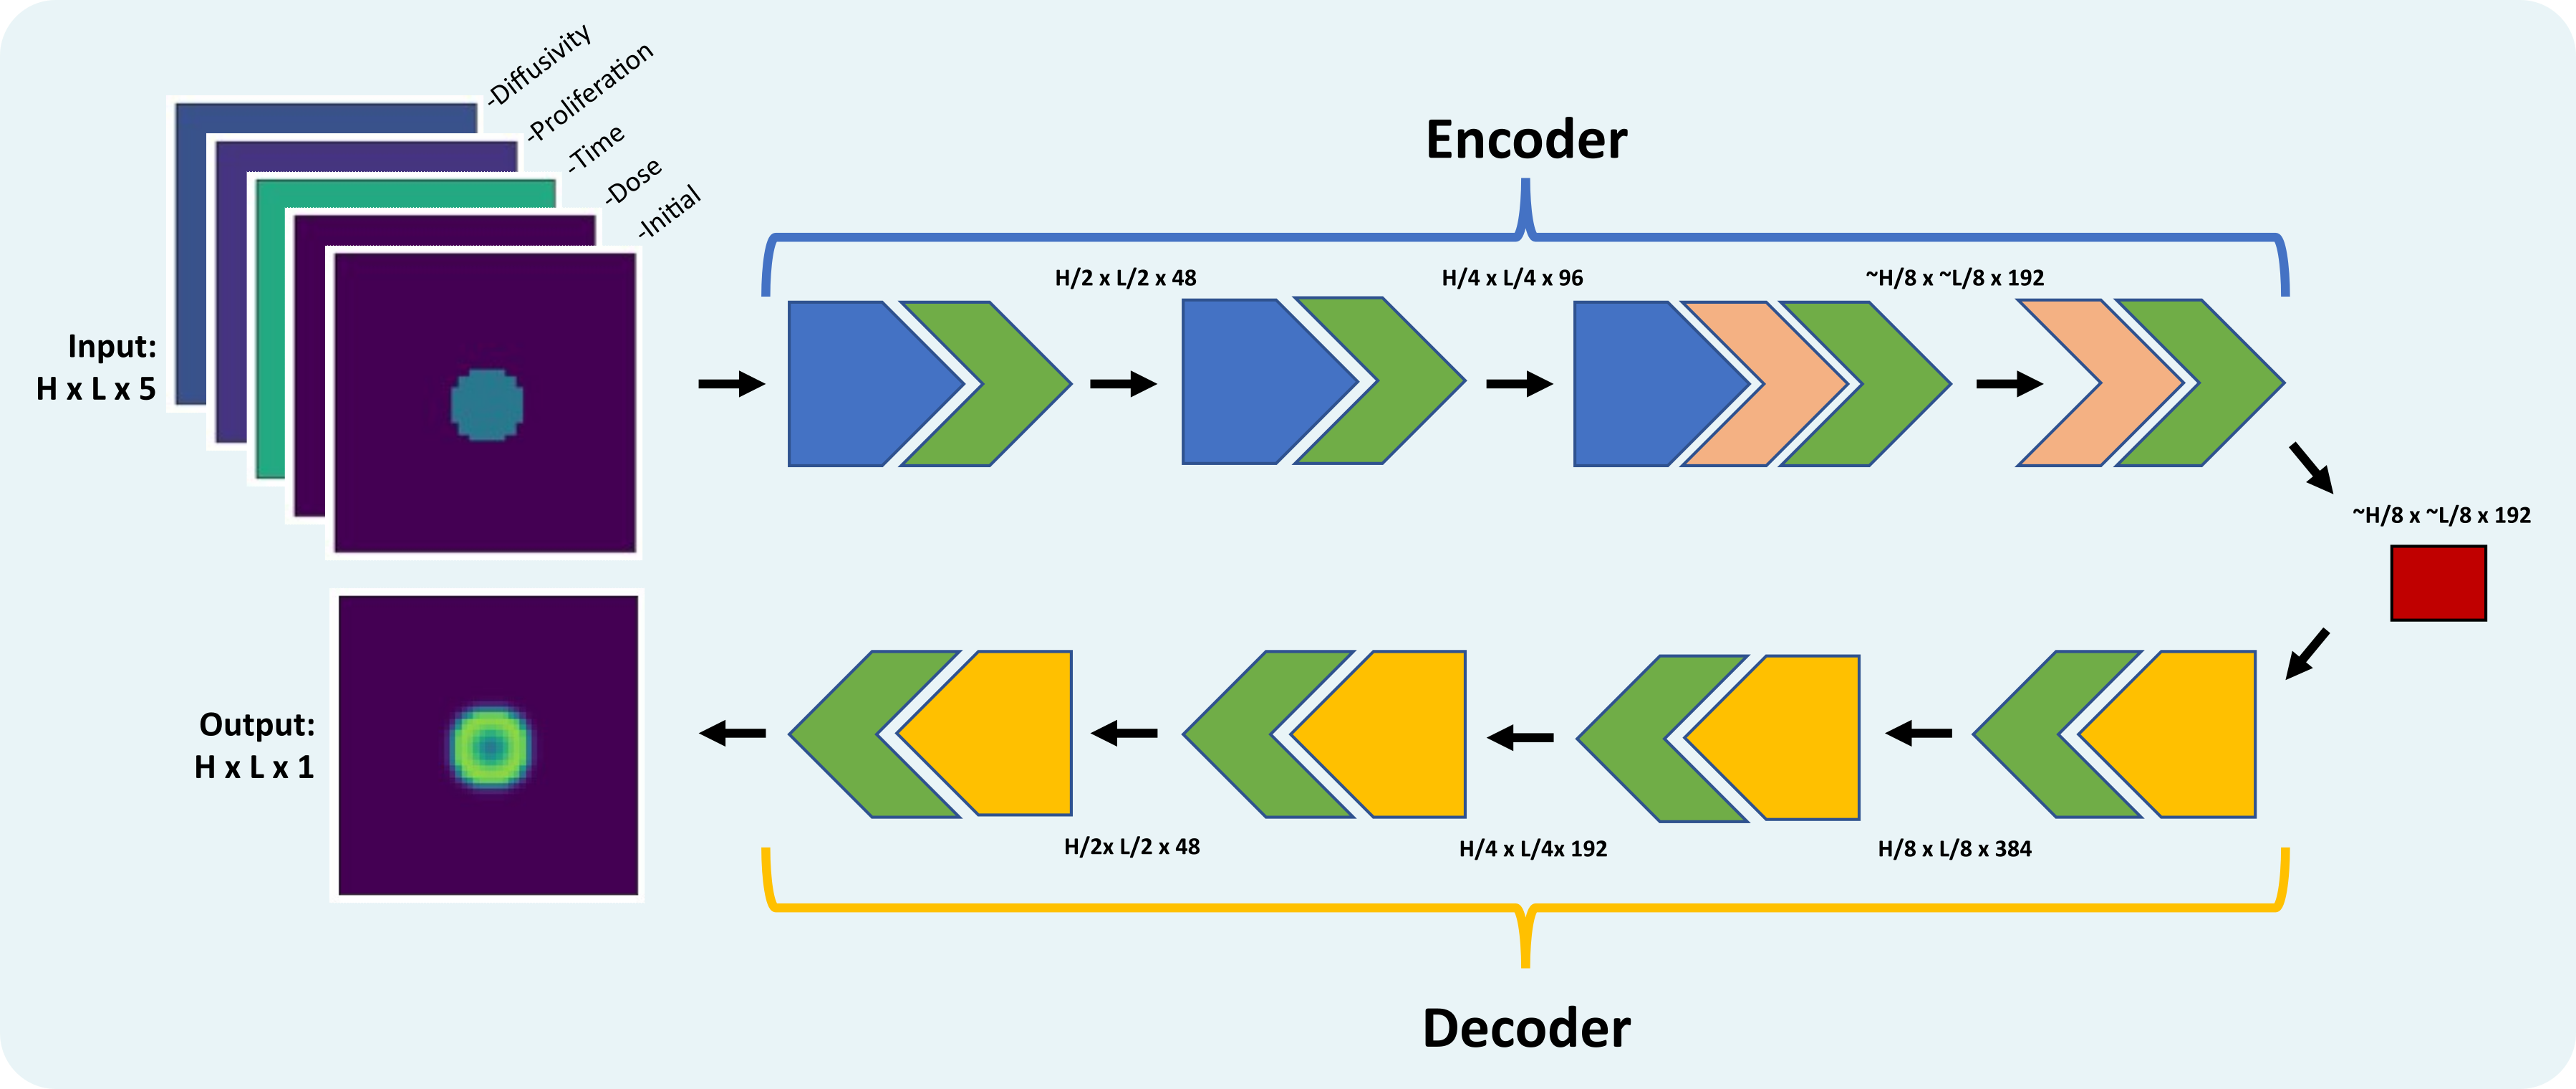 -Diffusivity
-Proliferation
-Time
-Dose
-Initial
Input:
H x L x 5
Encoder
H/2 x L/2 x 48
H/4 x L/4 x 96
~H/8 x ~L/8 x 192
~H/8 x ~L/8 x 192
Output:
H x L x 1
H/2x L/2 x 48
H/4 x L/4x 192
H/8 x L/8 x 384
Decoder